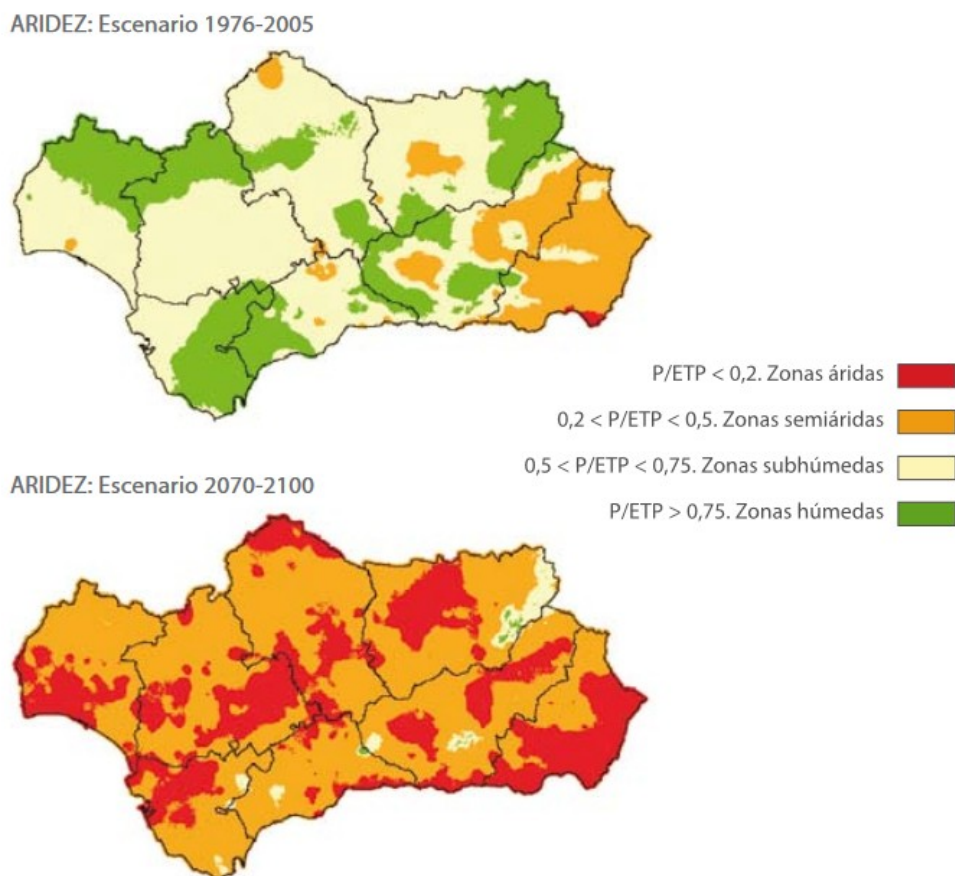 ARIDEZ: Escenario 1976-2005
P/ETP < 0,2. Zonas áridas
0,2 < P/ETP < 0,5. Zonas semiáridas
0,5 < P/ETP < 0,75. Zonas subhúmedas
P/ETP > 0,75. Zonas húmedas
ARIDEZ: Escenario 2070-2100